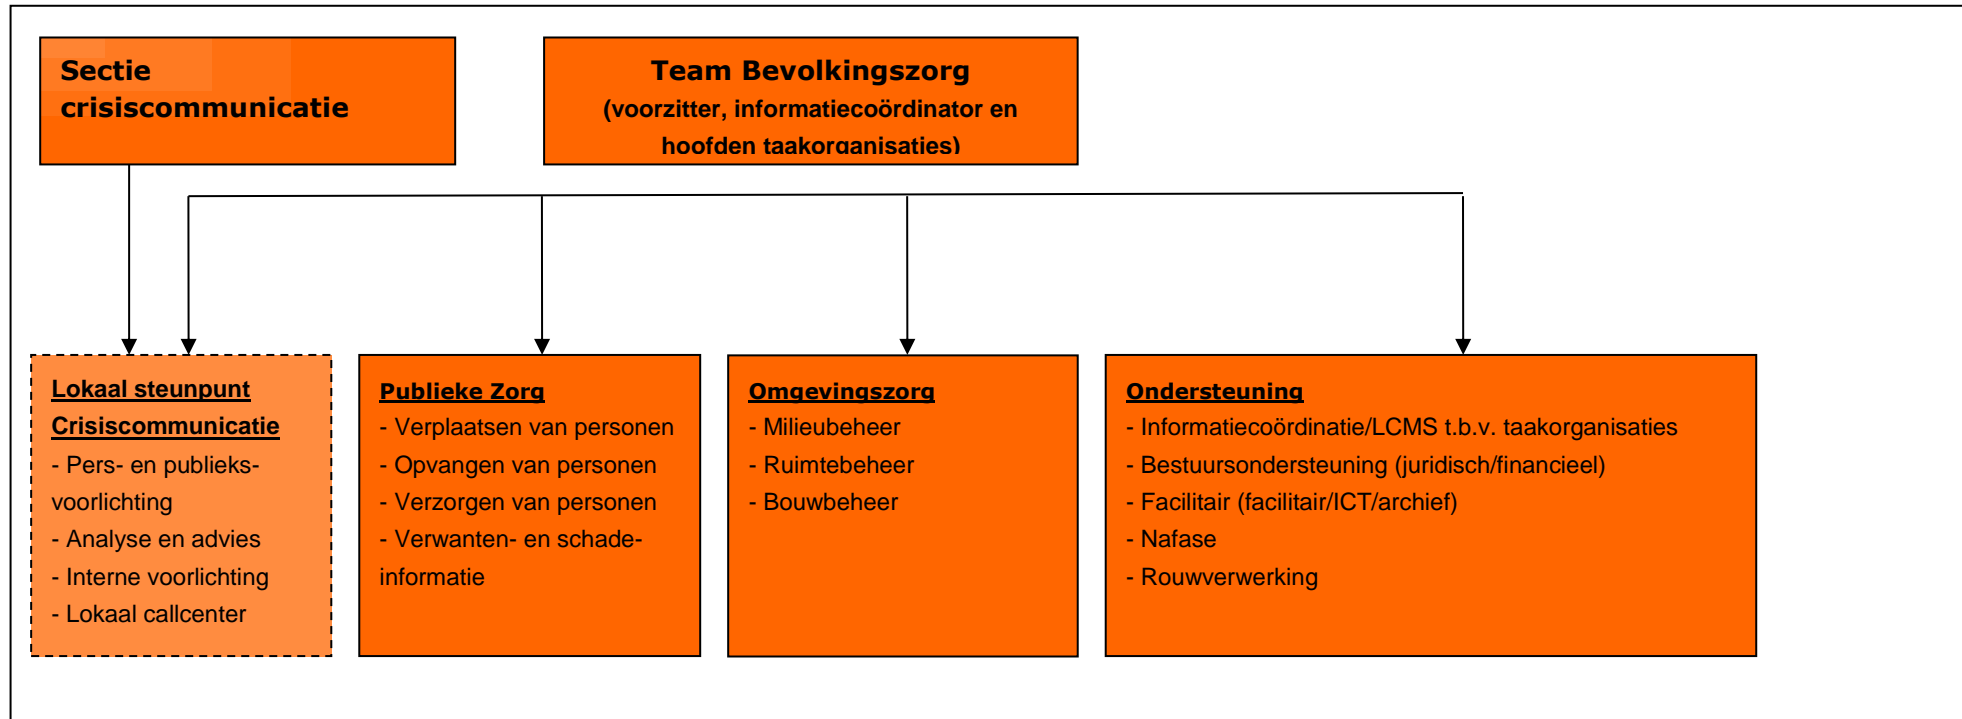 Sectie
crisiscommunicatie
Team Bevolkingszorg
(voorzitter, informatiecoördinator en
hoofden taakorganisaties)
Lokaal steunpunt
Crisiscommunicatie
- Pers- en publieks-
voorlichting
- Analyse en advies
- Interne voorlichting
- Lokaal callcenter
Publieke Zorg
- Verplaatsen van personen
- Opvangen van personen
- Verzorgen van personen
- Verwanten- en schade-
informatie
Omgevingszorg
- Milieubeheer
- Ruimtebeheer
- Bouwbeheer
Ondersteuning
- Informatiecoördinatie/LCMS t.b.v. taakorganisaties
- Bestuursondersteuning (juridisch/financieel)
- Facilitair (facilitair/ICT/archief)
- Nafase
- Rouwverwerking